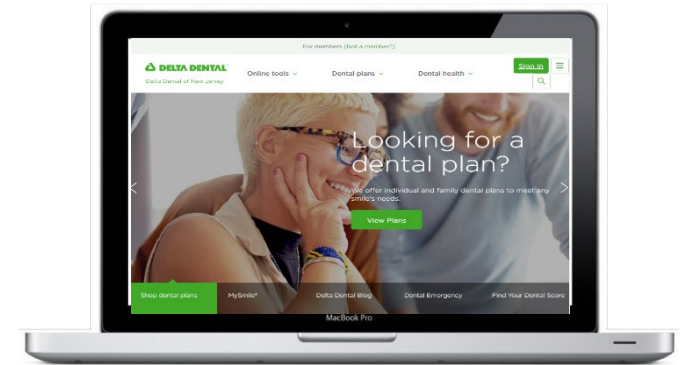 For members (Not a member?)
DELTA DENTAL
Delta Dental of New Jersey
Online tools
Dental plans
Dental health
Sign In
Looking for a
dental plan?
We offer individual and family dental plans to meet any
smile's needs.
View Plans
Shop dental plans
MySmile®
Delta Dental Blog
Dental Emergency
Find Your Dental Score
MacBook Pro